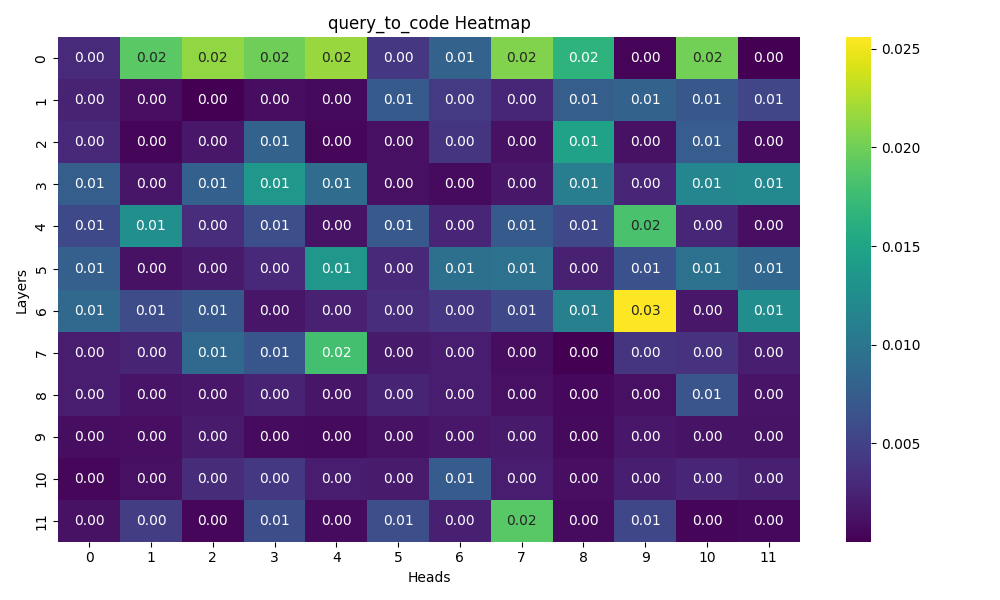 query_to_code Heatmap
0 0.00 0.02 0.02 0.02 0.02 0.00 0.01 0.02 0.02 0.00 0.02 0.00
1 0.00 0.00 0.00 0.00 0.00 0.01 0.00 0.00 0.01 0.01 0.01 0.01
2 0.00 0.00 0.00 0.01 0.00 0.00 0.00 0.00 0.01 0.00 0.01 0.00
3 0.01 0.00 0.01 0.01 0.01 0.00 0.00 0.00 0.01 0.00 0.01 0.01
4 0.01 0.01 0.00 0.01 0.00 0.01 0.00 0.01 0.01 0.02 0.00 0.00
5 0.01 0.00 0.00 0.00 0.01 0.00 0.01 0.01 0.00 0.01 0.01 0.01
6 0.01 0.01 0.01 0.00 0.00 0.00 0.00 0.01 0.01 0.03 0.00 0.01
7 0.00 0.00 0.01 0.01 0.02 0.00 0.00 0.00 0.00 0.00 0.00 0.00
8 0.00 0.00 0.00 0.00 0.00 0.00 0.00 0.00 0.00 0.00 0.01 0.00
9 0.00 0.00 0.00 0.00 0.00 0.00 0.00 0.00 0.00 0.00 0.00 0.00
10 0.00 0.00 0.00 0.00 0.00 0.00 0.01 0.00 0.00 0.00 0.00 0.00
11 0.00 0.00 0.00 0.01 0.00 0.01 0.00 0.02 0.00 0.01 0.00 0.00
0 1 2 3 4 5 6 7 8 9 10 11
Heads
Layers
0.025
0.020
0.015
0.010
0.005